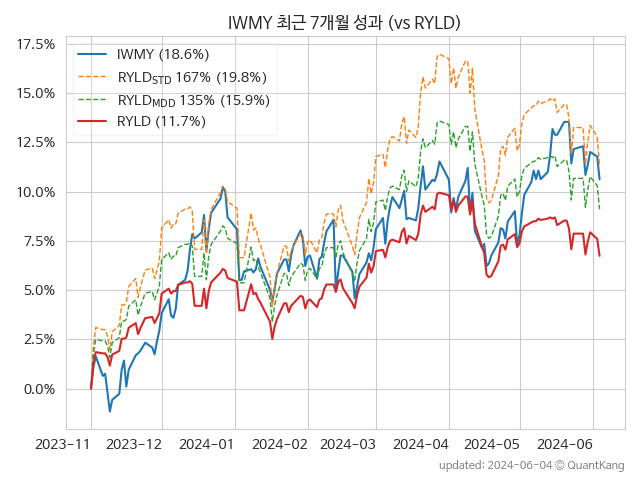 IWMY 최근 7개월 성과 (vs RYLD)
17.5%
15.0%
12.5%
10.0%
7.5%
5.0%
2.5%
0.0%
IWMY (18.6%)
RYLD_STD 167% (19.8%)
RYLD_MDD 135% (15.9%)
RYLD (11.7%)
2023-11 2023-12 2024-01 2024-02 2024-03 2024-04 2024-05 2024-06
updated: 2024-06-04 © QuantKang